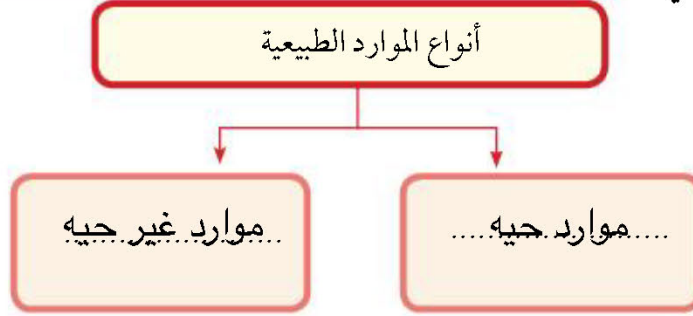 أنواع الموارد الطبيعية
موارد حيه
موارد غير حيه